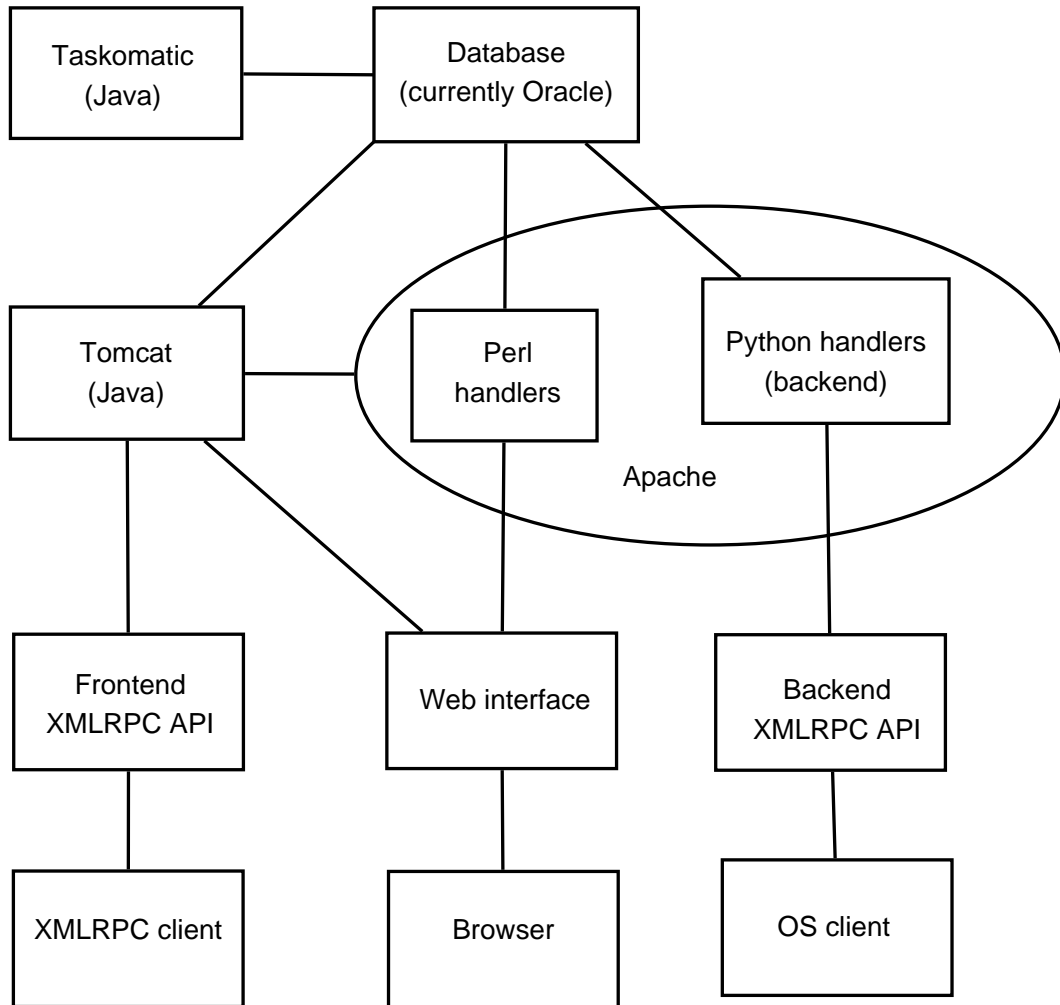 Taskomatic
(Java)
Database
(currently Oracle)
Tomcat
(Java)
Perl
handlers
Python handlers
(backend)
Apache
Frontend
XMLRPC API
Web interface
Backend
XMLRPC API
XMLRPC client
Browser
OS client